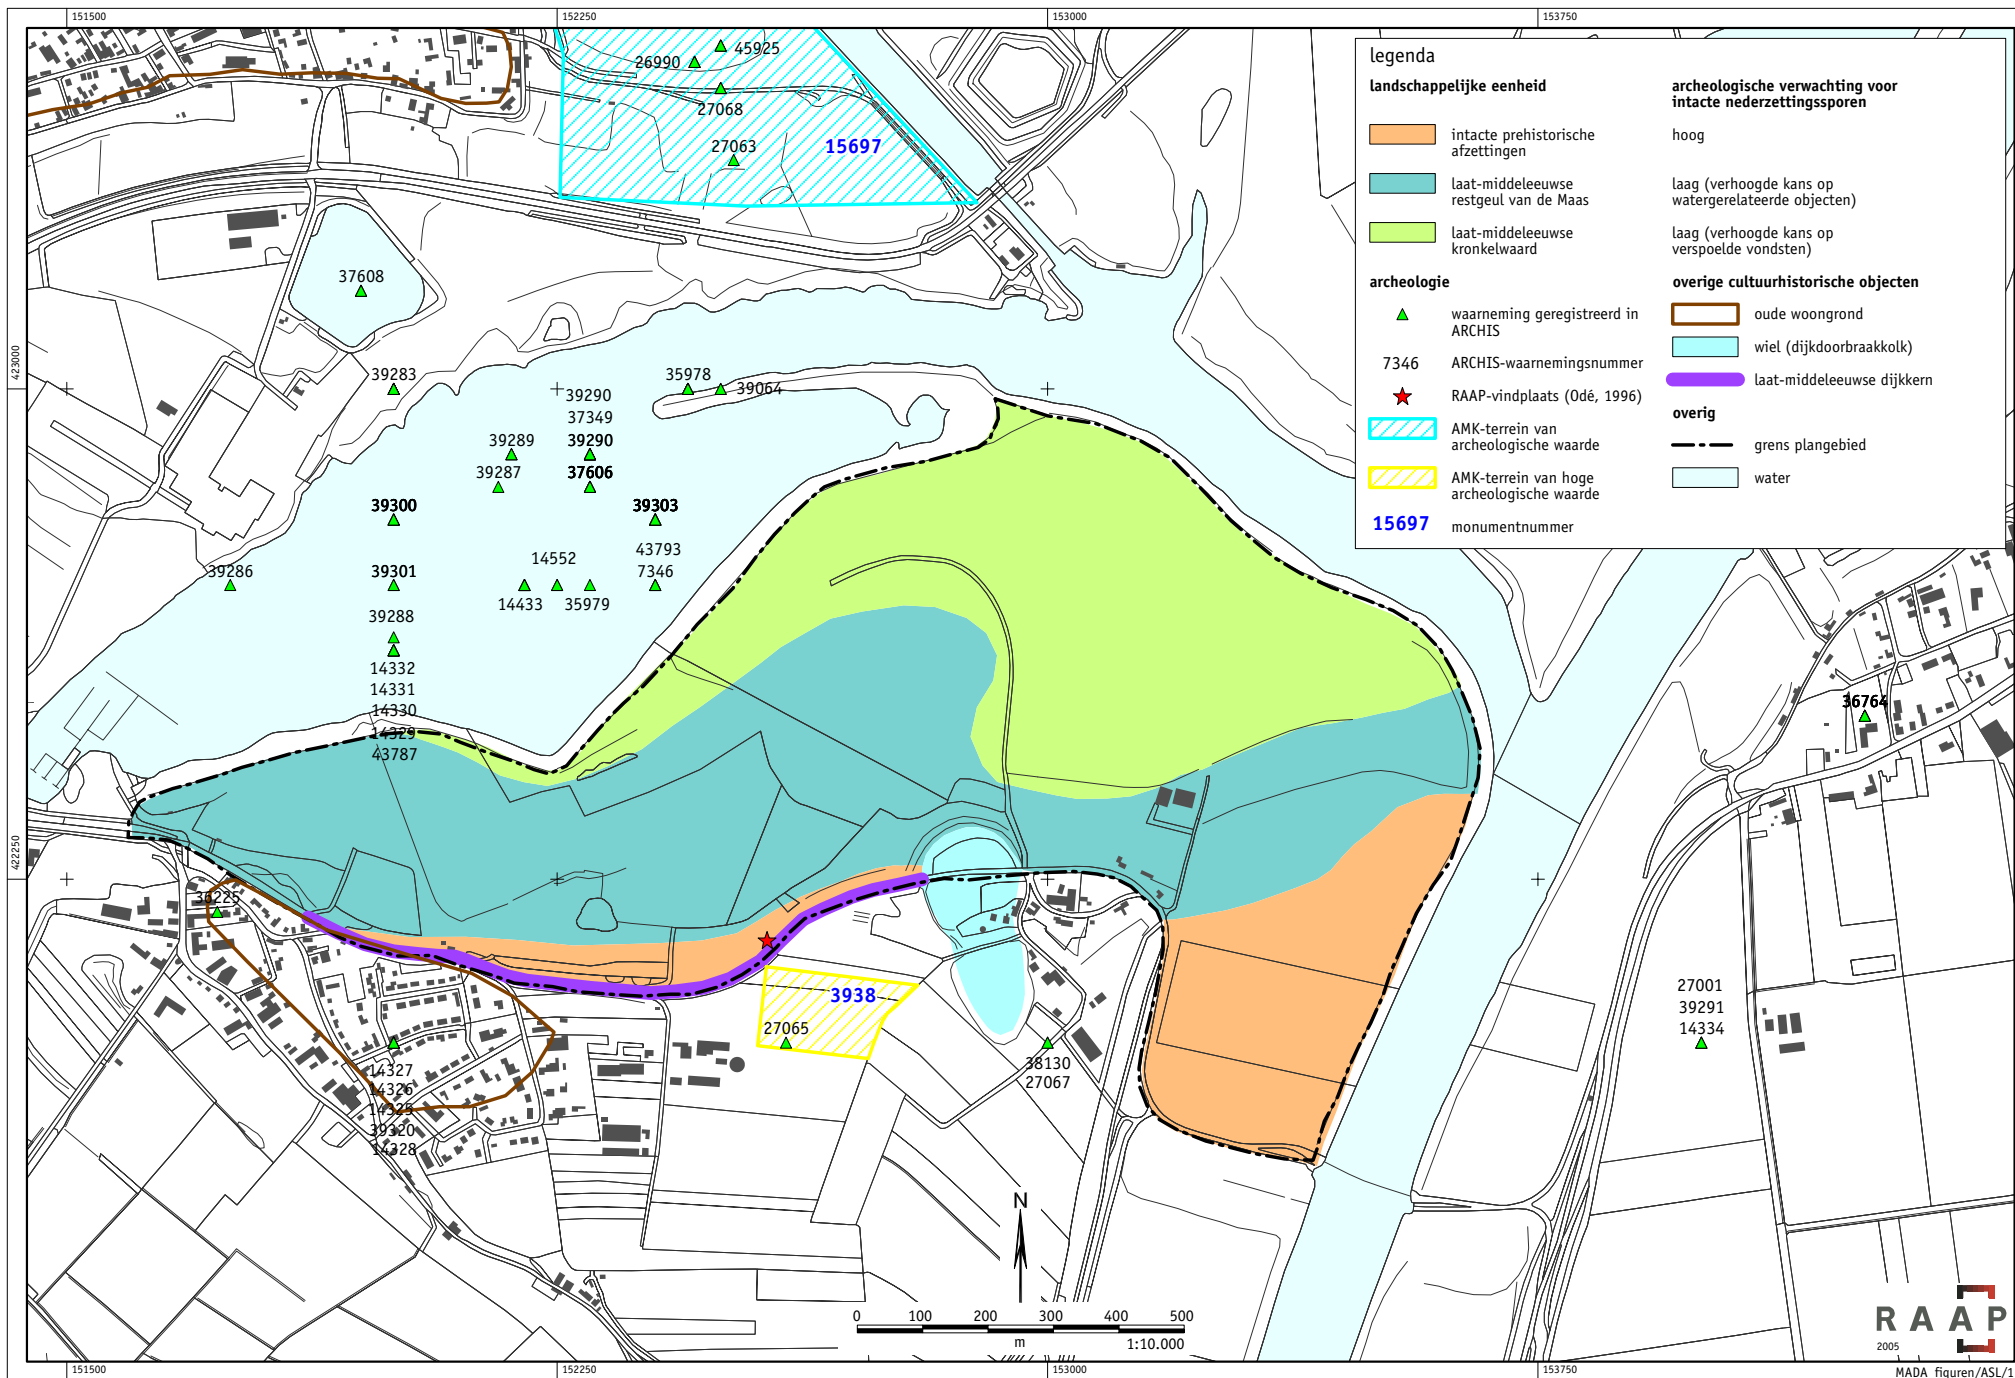 151500
152250
153000
153750
legenda
landschappelijke eenheid
archeologische verwachting voor
intacte nederzettingssporen
intacte prehistorische
afzettingen
hoog
laat-middeleeuwse
restgeul van de Maas
laag (verhoogde kans op
watergerelateerde objecten)
laat-middeleeuwse
kronkelwaard
laag (verhoogde kans op
verspoelde vondsten)
archeologie
overige cultuurhistorische objecten
waarneming geregistreerd in
ARCHIS
oude woongrond
7346
ARCHIS-waarnemingsnummer
wiel (dijkdoorbraakkolk)
RAAP-vindplaats (Odé, 1996)
laat-middeleeuwse dijkkern
AMK-terrein van
archeologische waarde
overig
grens plangebied
AMK-terrein van hoge
archeologische waarde
water
15697
monumentnummer
45925
26990
27068
27063
15697
37608
423000
39283
35978
39064
39290
37349
39289
39290
39287
37606
39300
39303
14552
43793
7346
39286
39301
14433
35979
39288
14332
14331
14330
14329
43787
36764
422250
36225
3938
27065
27001
39291
14334
38130
27067
14327
14326
14325
39320
14328
N
0 100 200 300 400 500
m
1:10.000
RAAP
2005
151500
152250
153000
153750
MADA_figuren/ASL/1